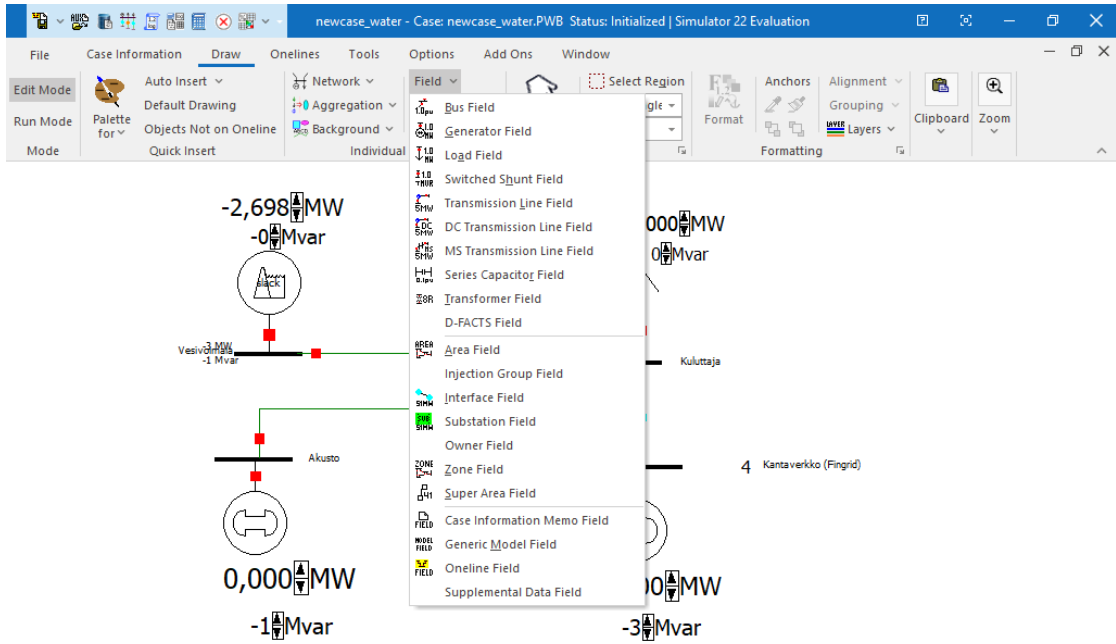 newcase_water - Case: newcase_water.PWB Status: Initialized | Simulator 22 Evaluation
File Case Information Draw Onelines Tools Options Add Ons Window
Edit Mode
Run Mode
Mode
Palette
for
Auto Insert
Default Drawing
Objects Not on Oneline
Quick Insert
Network
Aggregation
Background
Individual
Field
Select Region
gle
Format
Anchors
Alignment
Grouping
Layers
Formatting
Clipboard
Zoom
Bus Field
Generator Field
Load Field
Switched Shunt Field
Transmission Line Field
DC Transmission Line Field
MS Transmission Line Field
Series Capacitor Field
Transformer Field
D-FACTS Field
Area Field
Injection Group Field
Interface Field
Substation Field
Owner Field
Zone Field
Super Area Field
Case Information Memo Field
Generic Model Field
Oneline Field
Supplemental Data Field
-2,698 MW
-0 Mvar
slack
-3 MW
-1 Mvar
Akusto
0,000 MW
-1 Mvar
000 MW
0 Mvar
Kuluttaja
4 Kantaverkko (Fingrid)
00 MW
-3 Mvar